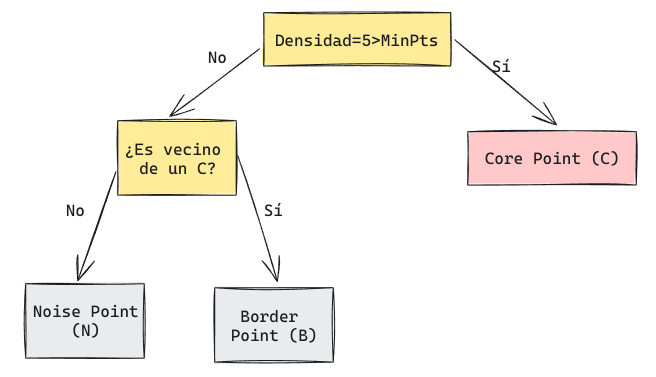 Densidad=5>MinPts
No
Sí
¿Es vecino
de un C?
Core Point (C)
No
Sí
Noise Point
(N)
Border
Point (B)